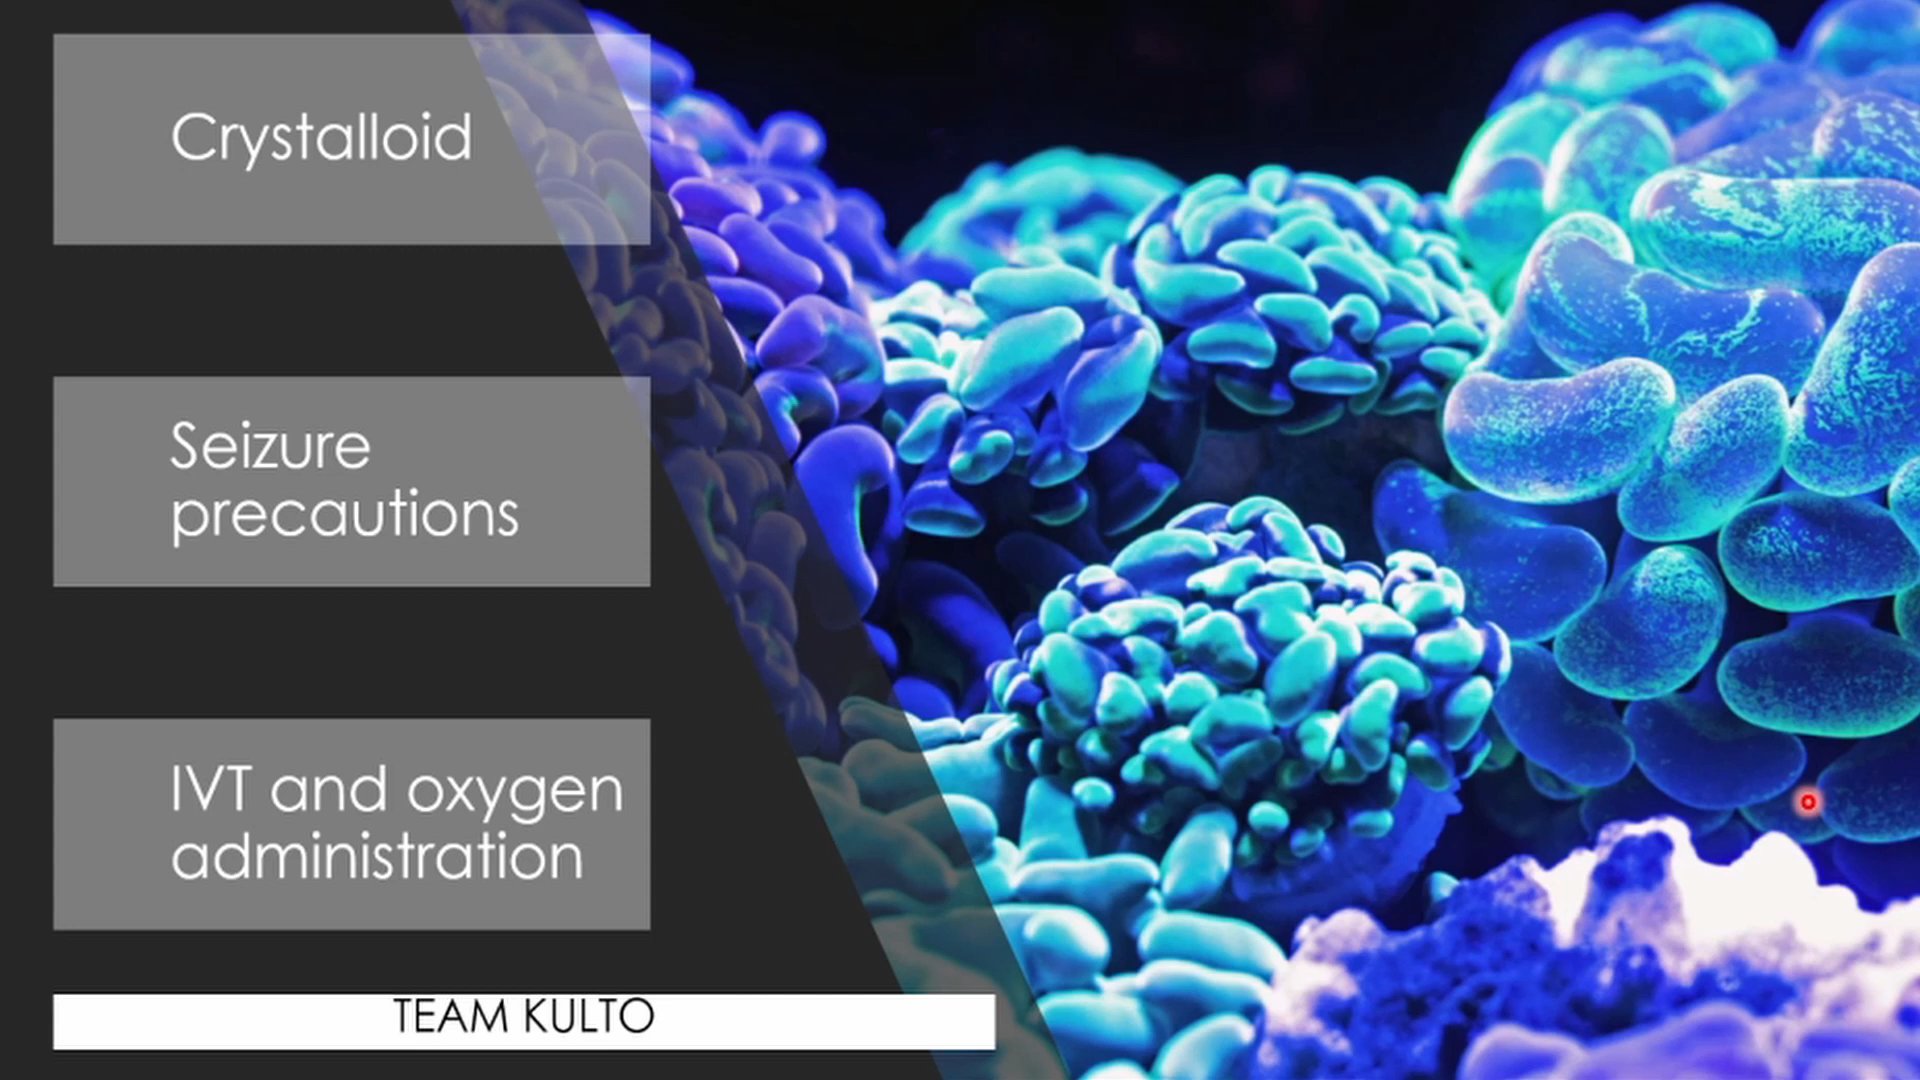 Crystalloid
Seizure
precautions
IVT and oxygen
administration
TEAM KULTO